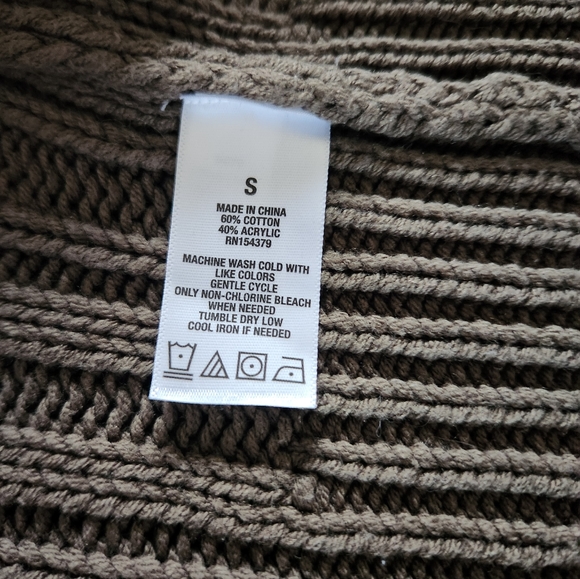 S
MADE IN CHINA
60% COTTON
40% ACRYLIC
RN154379
MACHINE WASH COLD WITH
LIKE COLORS
GENTLE CYCLE
ONLY NON-CHLORINE BLEACH
WHEN NEEDED
TUMBLE DRY LOW
COOL IRON IF NEEDED